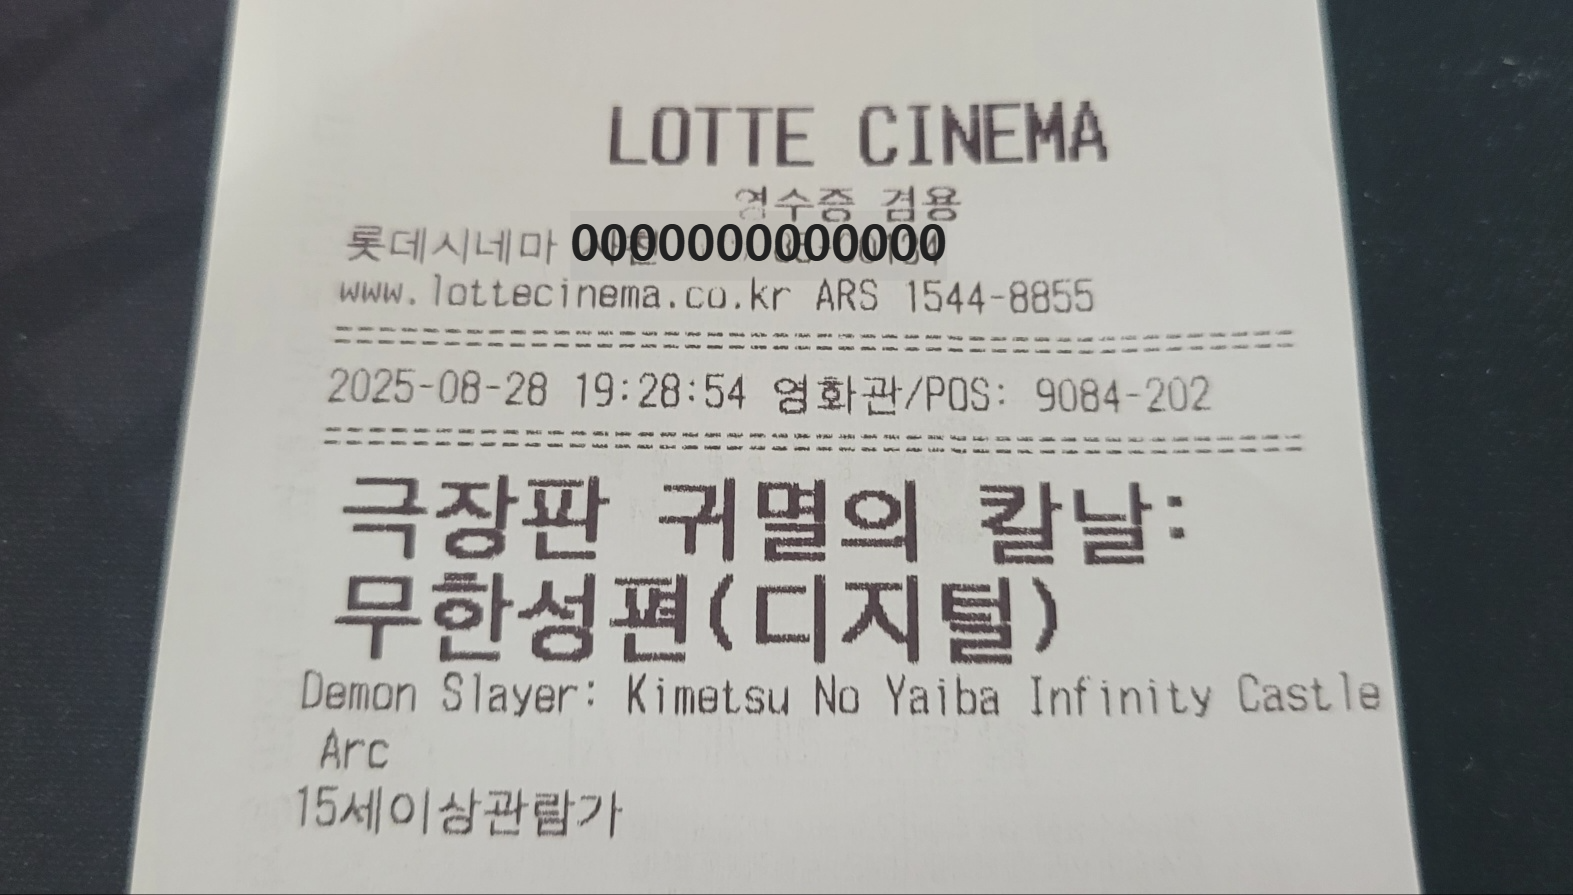 LOTTE CINEMA
영수증 겸용
롯데시네마 0000000000000
www.lottecinema.co.kr ARS 1544-8855
2025-08-28 19:28:54 영화관/POS: 9084-202
극장판 귀멸의 칼날:
무한성편(디지털)
Demon Slayer: Kimetsu No Yaiba Infinity Castle
Arc
15세이상관람가